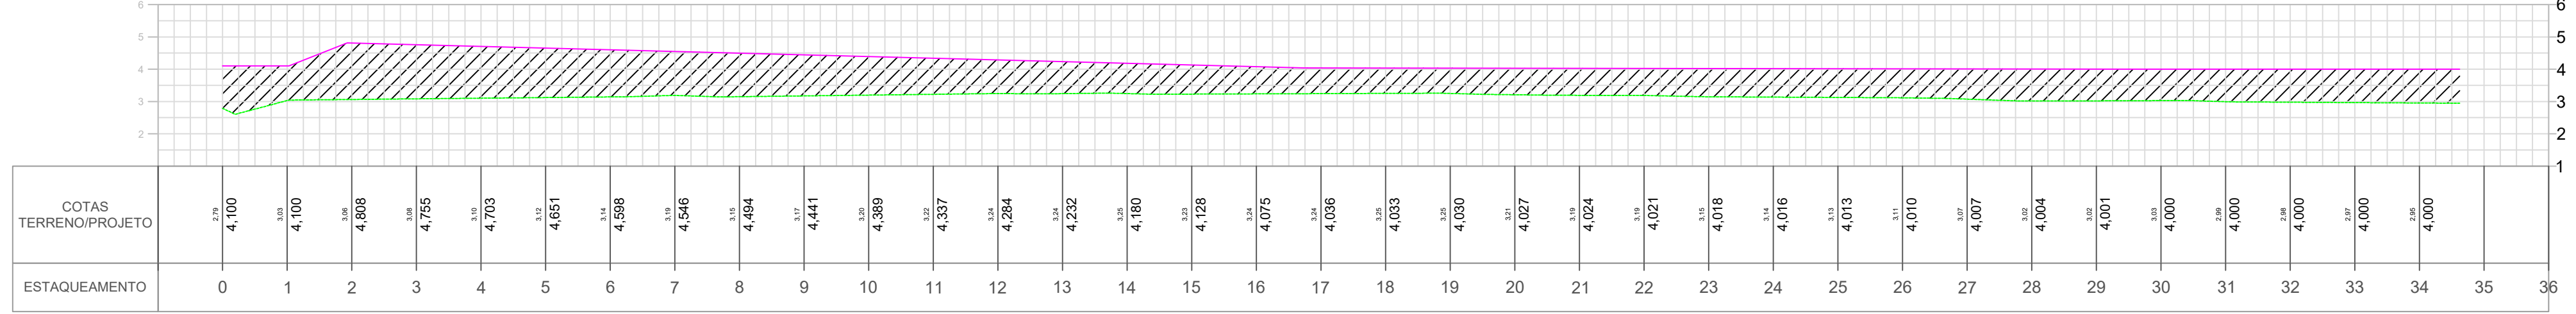 6 6
5 5
4 4
3 3
2 2
1
COTAS
TERRENO/PROJETO
2,79 3,03 3,06 3,08 3,10 3,12 3,14 3,19 3,15 3,17 3,20 3,22 3,24 3,24 3,25 3,23 3,24 3,24 3,25 3,25 3,21 3,19 3,19 3,15 3,14 3,13 3,11 3,07 3,02 3,02 3,03 2,99 2,98 2,97 2,95
4,100 4,100 4,808 4,755 4,703 4,651 4,598 4,546 4,494 4,441 4,389 4,337 4,284 4,232 4,180 4,128 4,075 4,036 4,033 4,030 4,027 4,024 4,021 4,018 4,016 4,013 4,010 4,007 4,004 4,001 4,000 4,000 4,000 4,000 4,000
ESTAQUEAMENTO 0 1 2 3 4 5 6 7 8 9 10 11 12 13 14 15 16 17 18 19 20 21 22 23 24 25 26 27 28 29 30 31 32 33 34 35 36